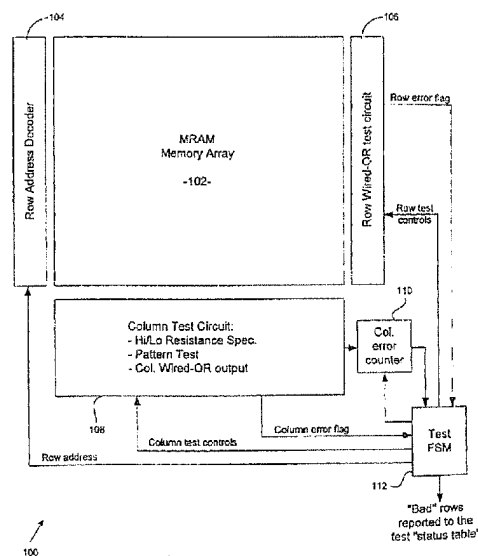 104
106
Row Address Decoder
MRAM
Memory Array
-102-
Row Wired-OR test circuit
Row error flag
Row test
controls
110
Column Test Circuit:
- Hi/Lo Resistance Spec.
- Pattern Test
- Col. Wired-OR output
Col.
error
counter
108
Column error flag
Column test controls
Test
FSM
Row address
112
"Bad" rows
reported to the
test "status table"
100